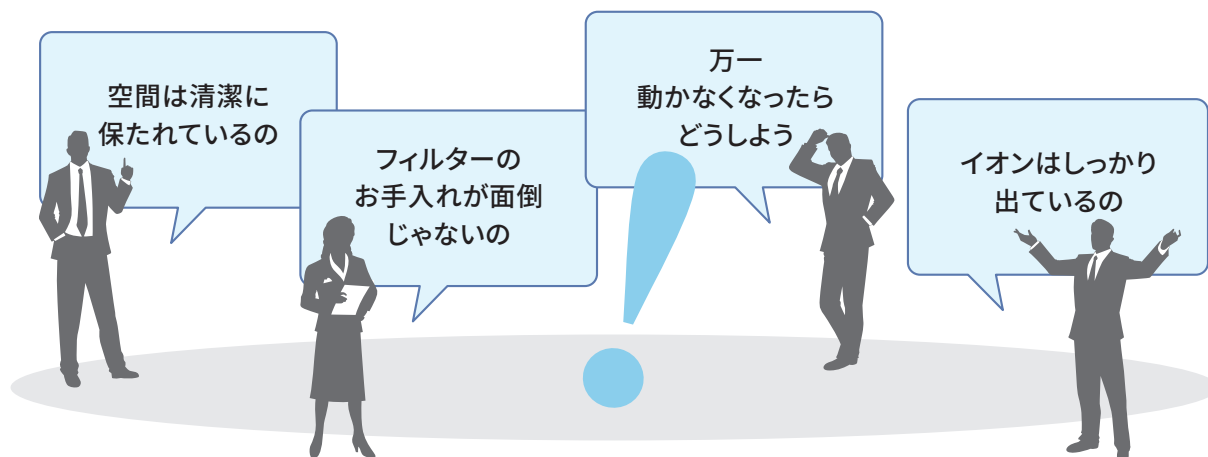 空間は清潔に
保たれているの
フィルターの
お手入れが面倒
じゃないの
万一
動かなくなったら
どうしよう
イオンはしっかり
出ているの